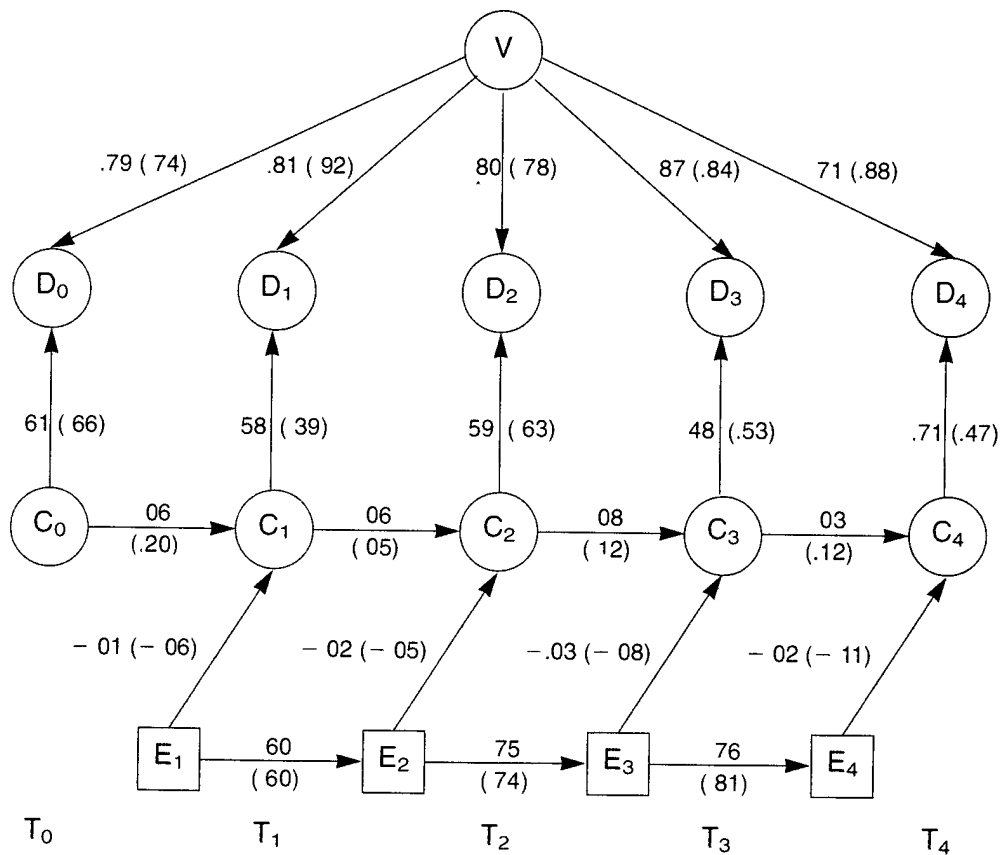 V
.79 ( 74) .81 ( 92) 80 ( 78) 87 (.84) 71 (.88)
D₀ D₁ D₂ D₃ D₄
61 ( 66) 58 ( 39) 59 ( 63) 48 (.53) .71 (.47)
06 06 08 03
C₀ C₁ C₂ C₃ C₄
(.20) ( 05) ( 12) (.12)
– 01 (– 06) – 02 (– 05) –.03 (– 08) – 02 (– 11)
60 75 76
E₁ E₂ E₃ E₄
( 60) ( 74) ( 81)
T₀ T₁ T₂ T₃ T₄